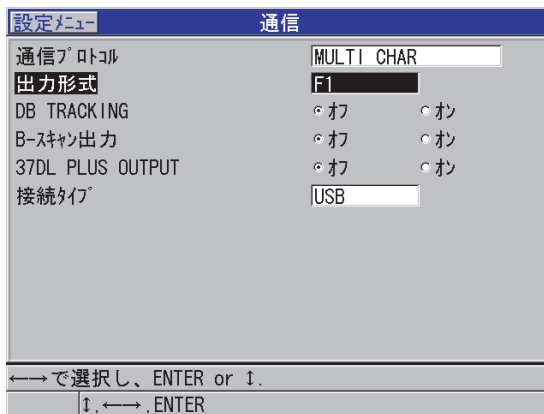 設定ﾒﾆｭｰ 通信
通信ﾌﾟﾛﾄｺﾙ MULTI CHAR
出力形式 F1
DB TRACKING ｵﾌ ｵﾝ
B-ｽｷｬﾝ出力 ｵﾌ ｵﾝ
37DL PLUS OUTPUT ｵﾌ ｵﾝ
接続ﾀｲﾌﾟ USB
←→で選択し、ENTER or ↕.
↕,←→,ENTER